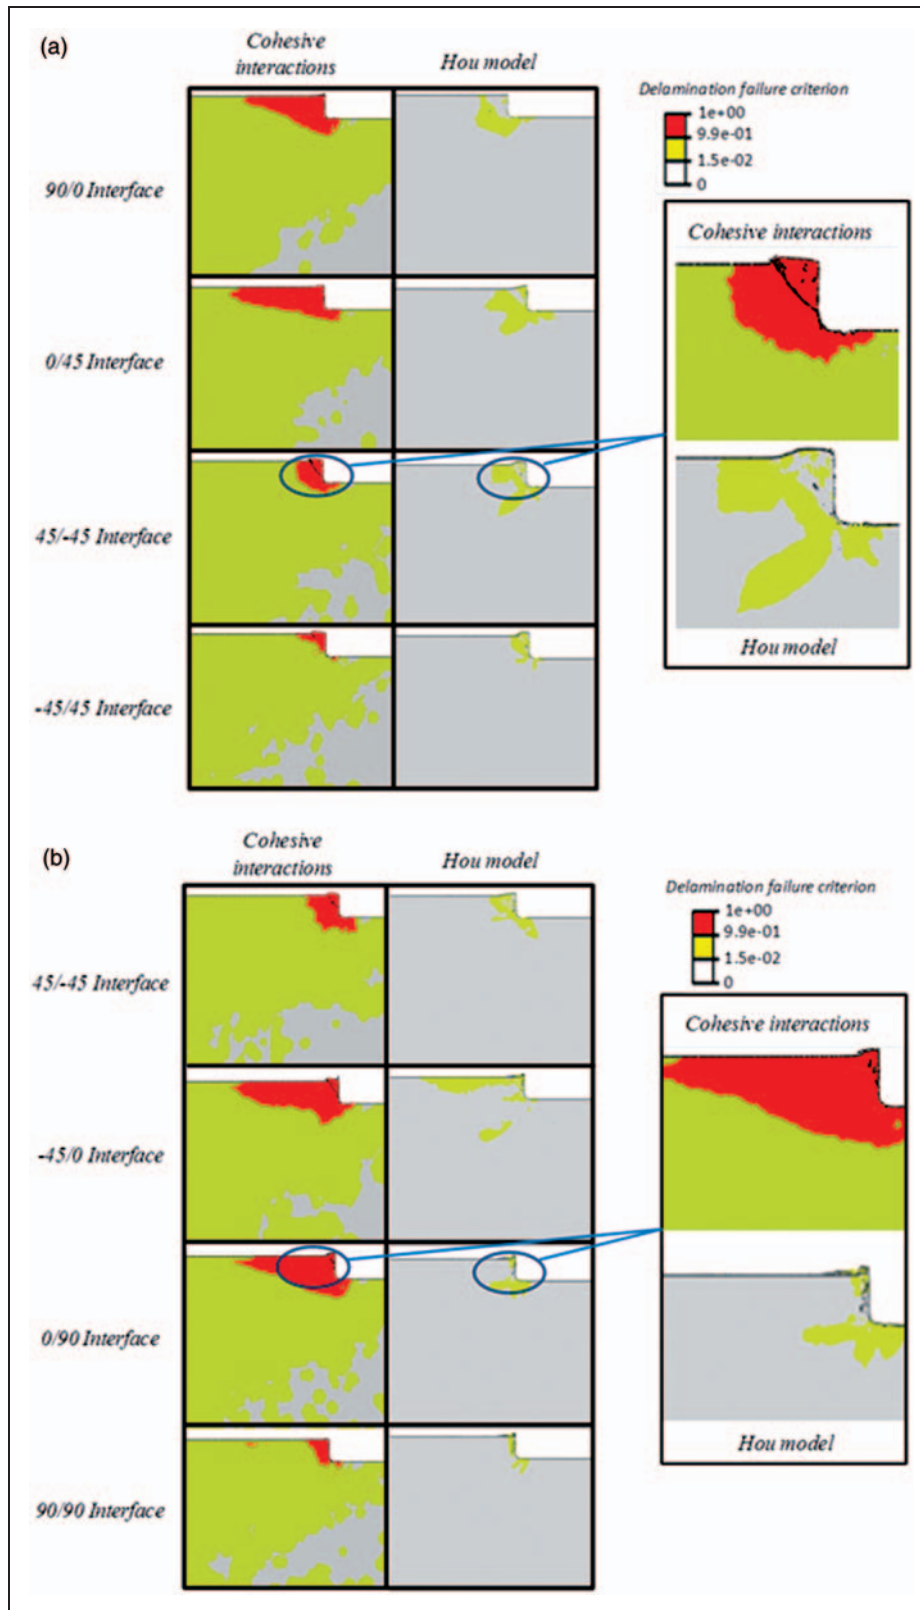 (a)
Cohesive
interactions
Hou model
Delamination failure criterion
1e+00
9.9e-01
1.5e-02
0
90/0 Interface
0/45 Interface
45/-45 Interface
-45/45 Interface
Cohesive interactions
Hou model
(b)
Cohesive
interactions
Hou model
Delamination failure criterion
1e+00
9.9e-01
1.5e-02
0
45/-45 Interface
-45/0 Interface
0/90 Interface
90/90 Interface
Cohesive interactions
Hou model